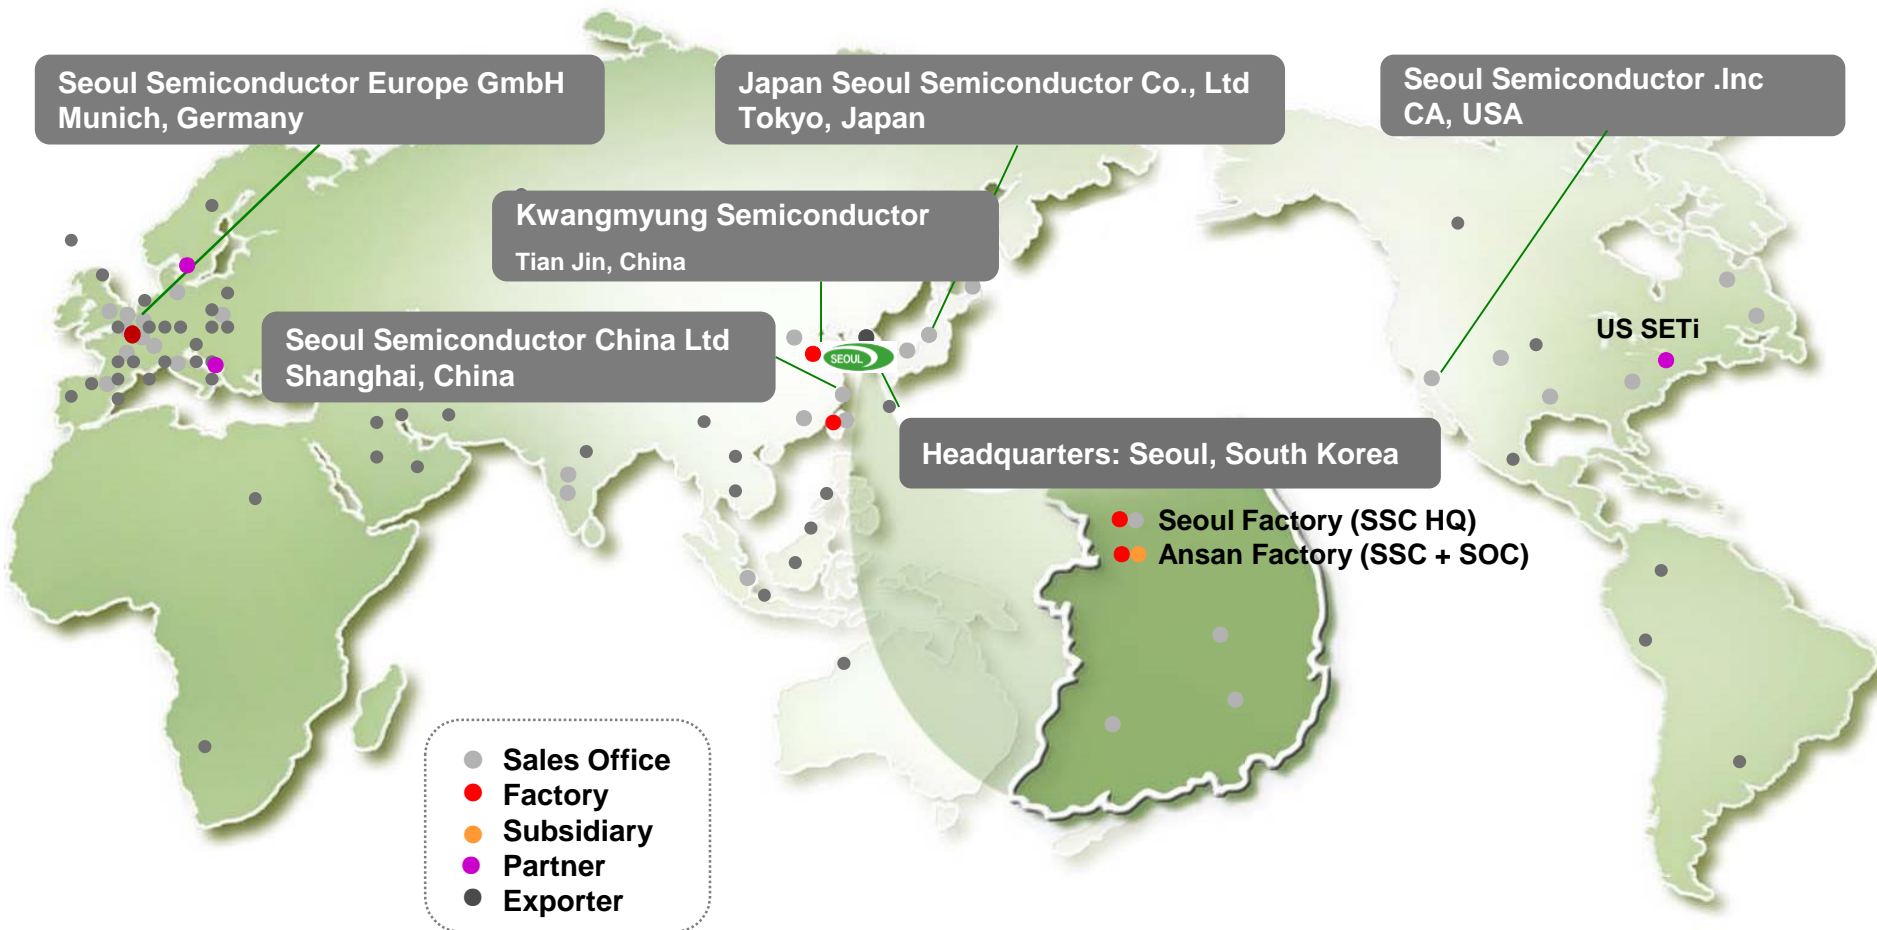 Seoul Semiconductor Europe GmbH
Munich, Germany
Japan Seoul Semiconductor Co., Ltd
Tokyo, Japan
Seoul Semiconductor .Inc
CA, USA
Kwangmyung Semiconductor
Tian Jin, China
Seoul Semiconductor China Ltd
Shanghai, China
SEOUL
US SETi
Headquarters: Seoul, South Korea
Seoul Factory (SSC HQ)
Ansan Factory (SSC + SOC)
Sales Office
Factory
Subsidiary
Partner
Exporter